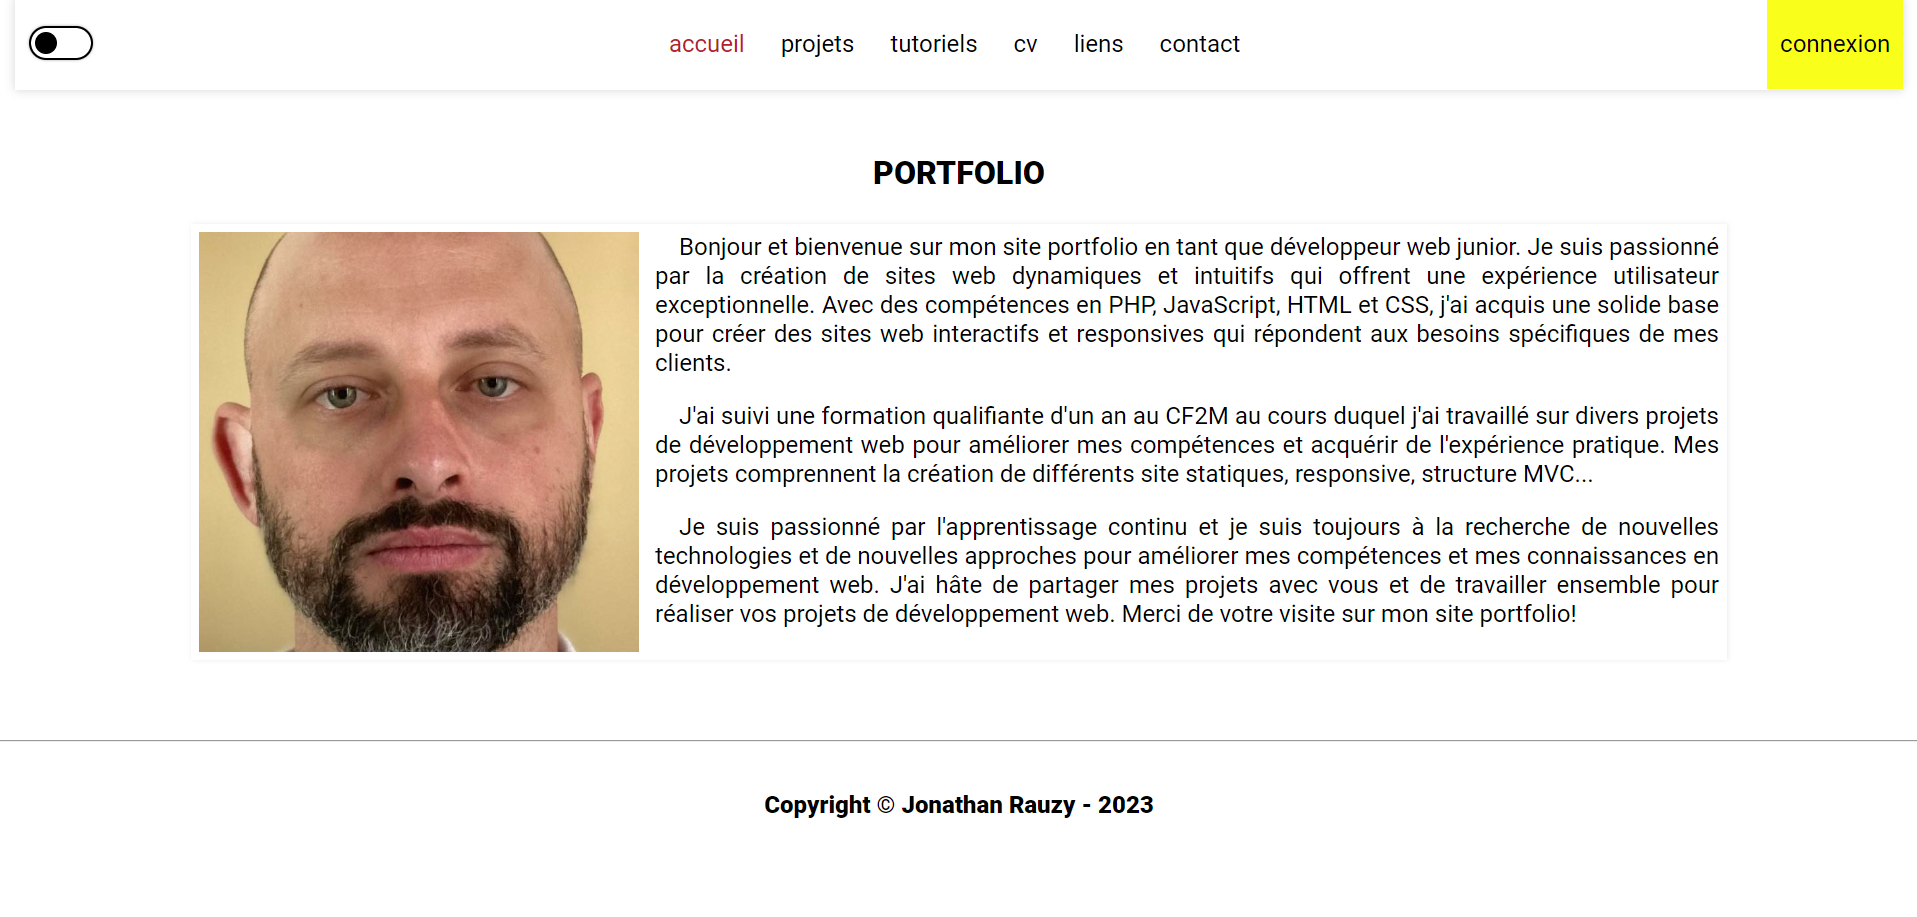 accueil projets tutoriels cv liens contact connexion
PORTFOLIO
Bonjour et bienvenue sur mon site portfolio en tant que développeur web junior. Je suis passionné
par la création de sites web dynamiques et intuitifs qui offrent une expérience utilisateur
exceptionnelle. Avec des compétences en PHP, JavaScript, HTML et CSS, j'ai acquis une solide base
pour créer des sites web interactifs et responsives qui répondent aux besoins spécifiques de mes
clients.
J'ai suivi une formation qualifiante d'un an au CF2M au cours duquel j'ai travaillé sur divers projets
de développement web pour améliorer mes compétences et acquérir de l'expérience pratique. Mes
projets comprennent la création de différents site statiques, responsive, structure MVC...
Je suis passionné par l'apprentissage continu et je suis toujours à la recherche de nouvelles
technologies et de nouvelles approches pour améliorer mes compétences et mes connaissances en
développement web. J'ai hâte de partager mes projets avec vous et de travailler ensemble pour
réaliser vos projets de développement web. Merci de votre visite sur mon site portfolio!
Copyright © Jonathan Rauzy - 2023